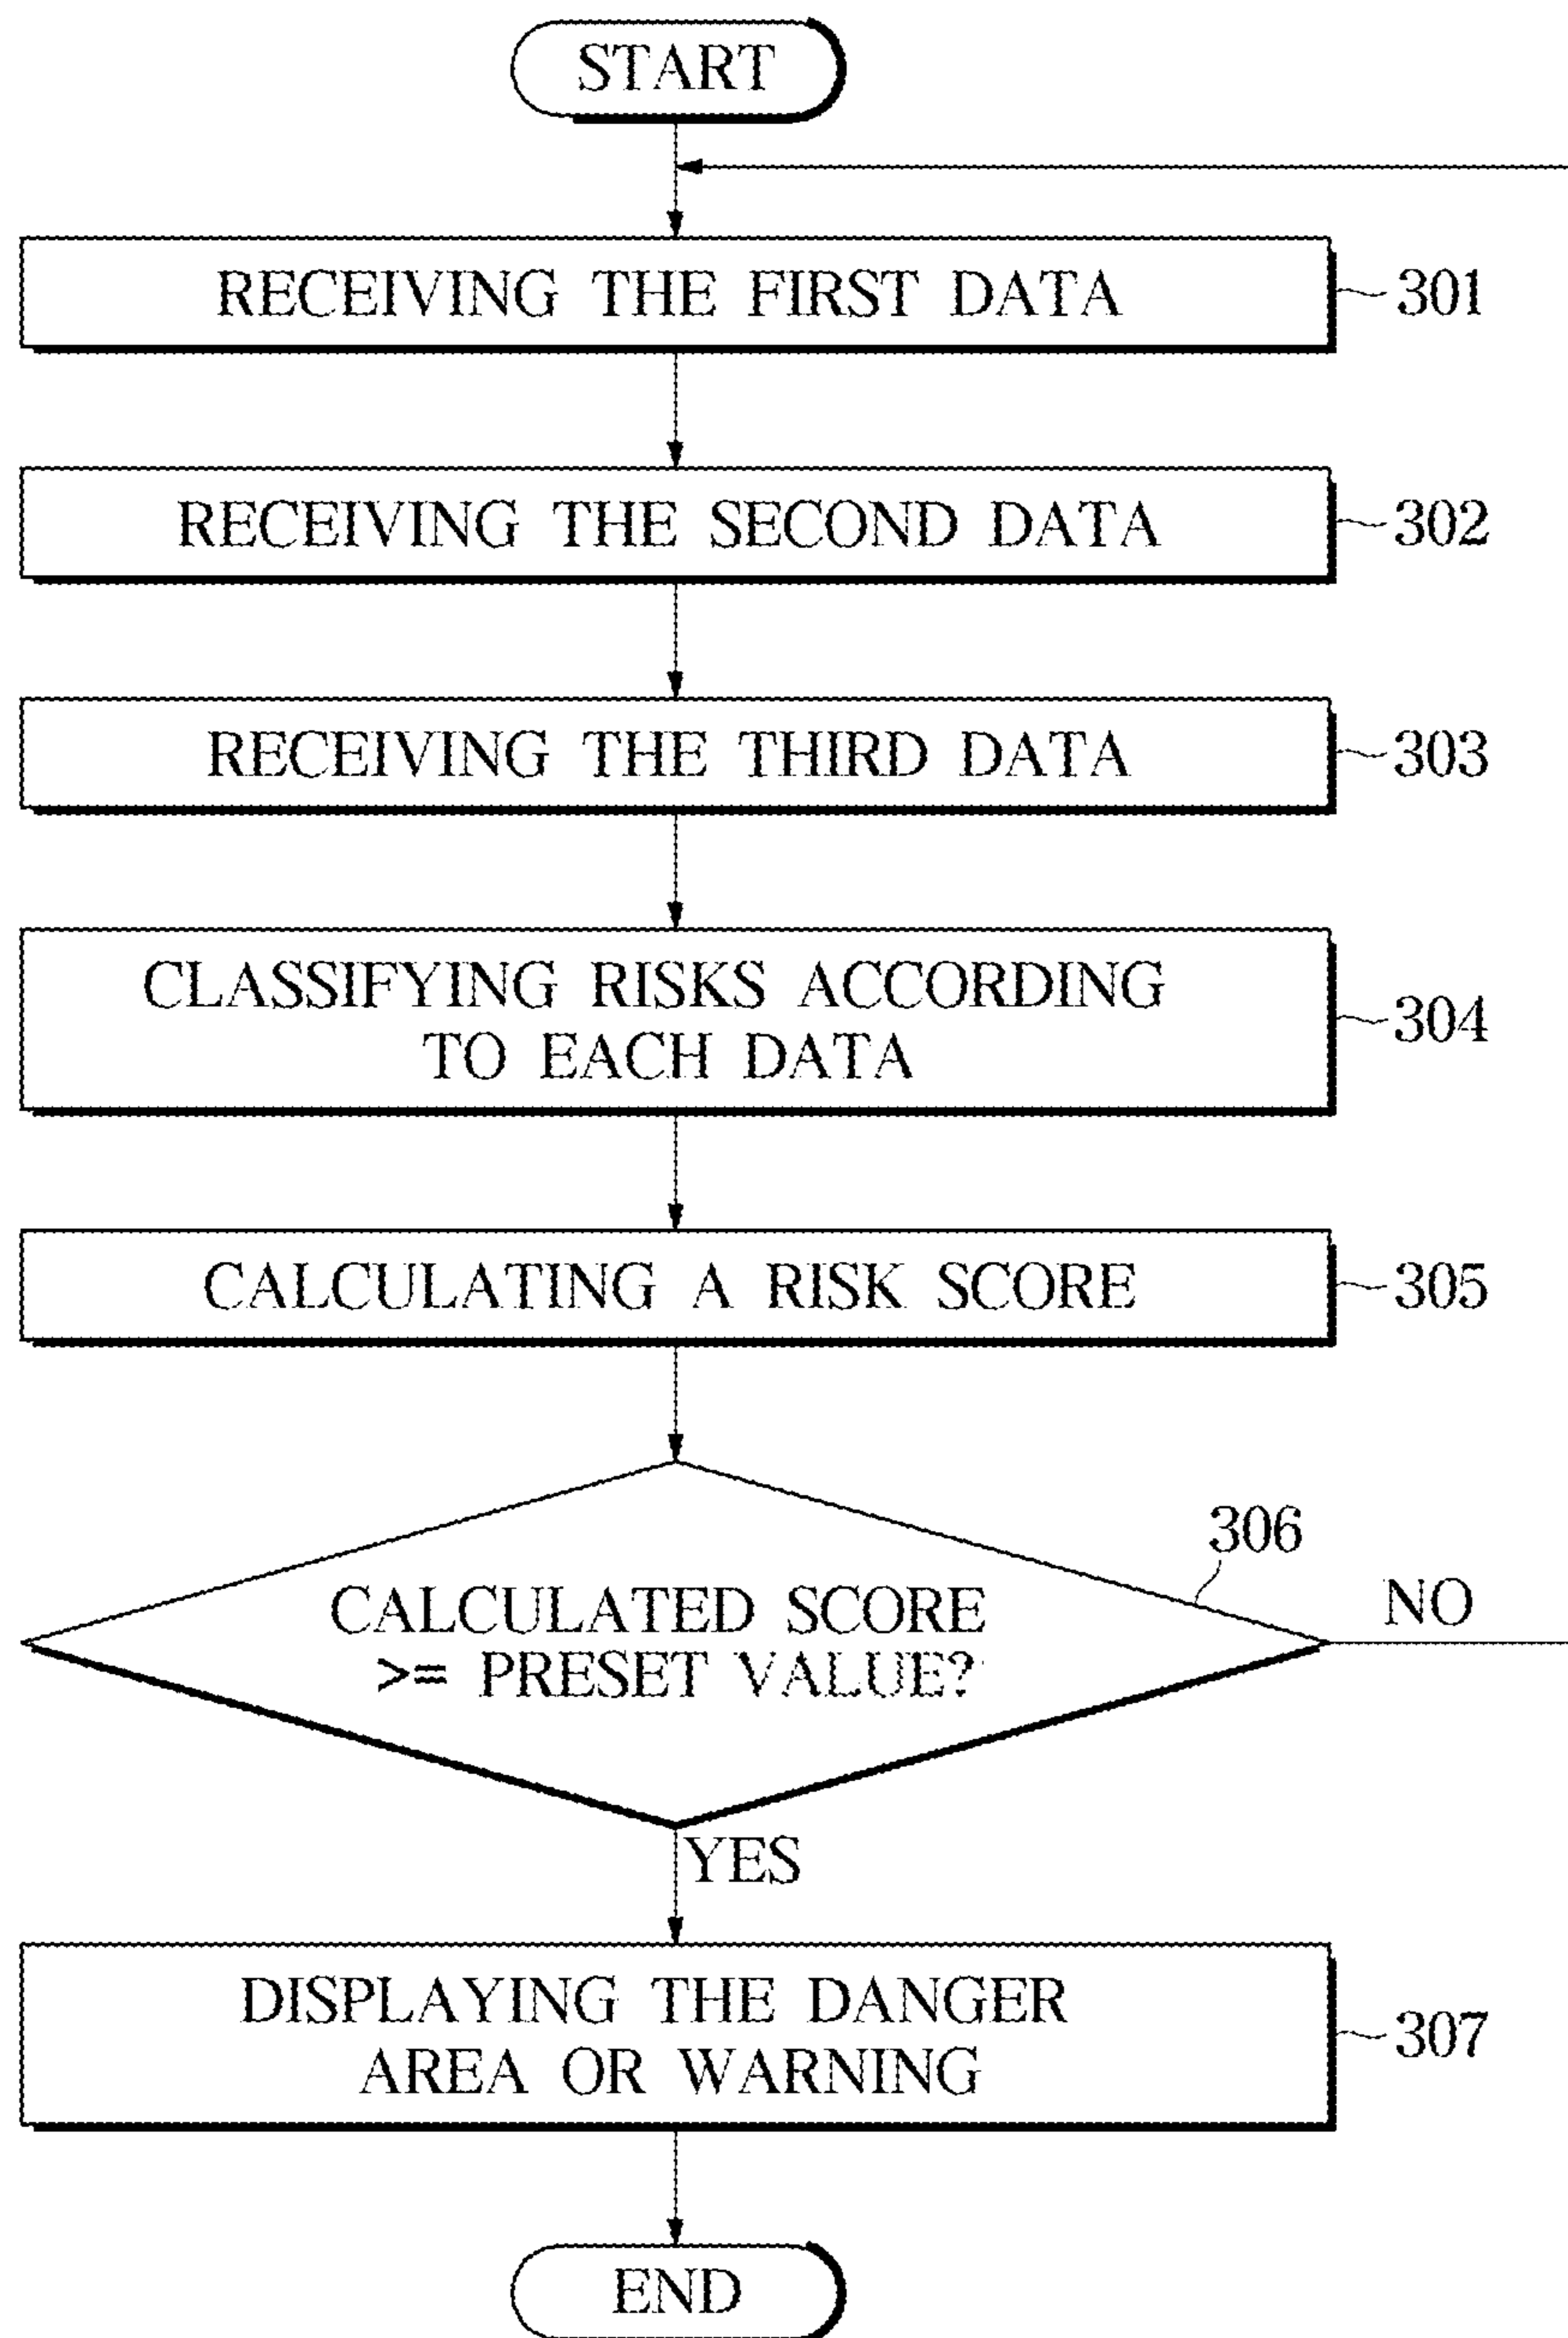 START
RECEIVING THE FIRST DATA
301
RECEIVING THE SECOND DATA
302
RECEIVING THE THIRD DATA
303
CLASSIFYING RISKS ACCORDING
TO EACH DATA
304
CALCULATING A RISK SCORE
305
306
CALCULATED SCORE
>= PRESET VALUE?
NO
YES
DISPLAYING THE DANGER
AREA OR WARNING
307
END